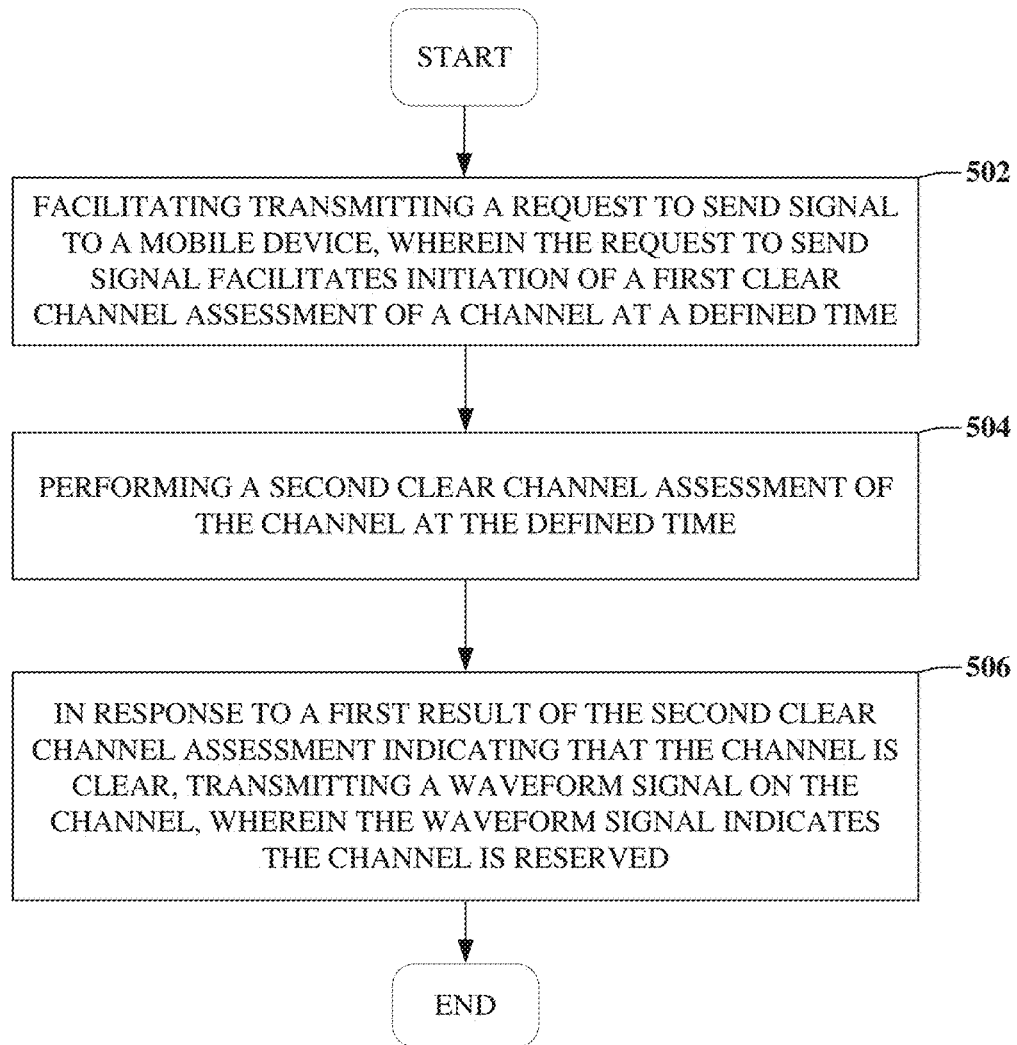 START
502
FACILITATING TRANSMITTING A REQUEST TO SEND SIGNAL
TO A MOBILE DEVICE, WHEREIN THE REQUEST TO SEND
SIGNAL FACILITATES INITIATION OF A FIRST CLEAR
CHANNEL ASSESSMENT OF A CHANNEL AT A DEFINED TIME
504
PERFORMING A SECOND CLEAR CHANNEL ASSESSMENT OF
THE CHANNEL AT THE DEFINED TIME
506
IN RESPONSE TO A FIRST RESULT OF THE SECOND CLEAR
CHANNEL ASSESSMENT INDICATING THAT THE CHANNEL IS
CLEAR, TRANSMITTING A WAVEFORM SIGNAL ON THE
CHANNEL, WHEREIN THE WAVEFORM SIGNAL INDICATES
THE CHANNEL IS RESERVED
END